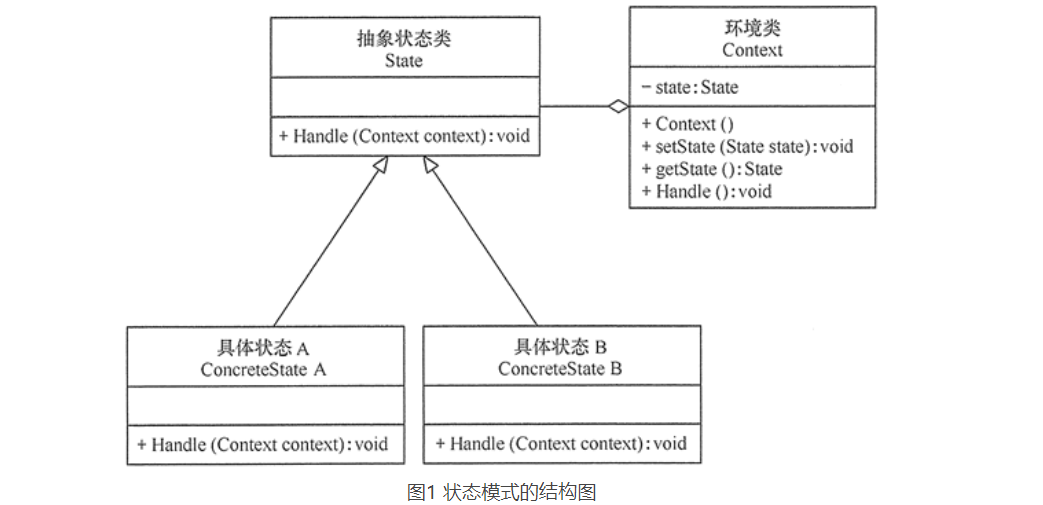 抽象状态类
State
+ Handle (Context context) : void
环境类
Context
− state : State
+ Context ()
+ setState (State state) : void
+ getState () : State
+ Handle () : void
具体状态 A
ConcreteState A
+ Handle (Context context) : void
具体状态 B
ConcreteState B
+ Handle (Context context) : void
图1 状态模式的结构图